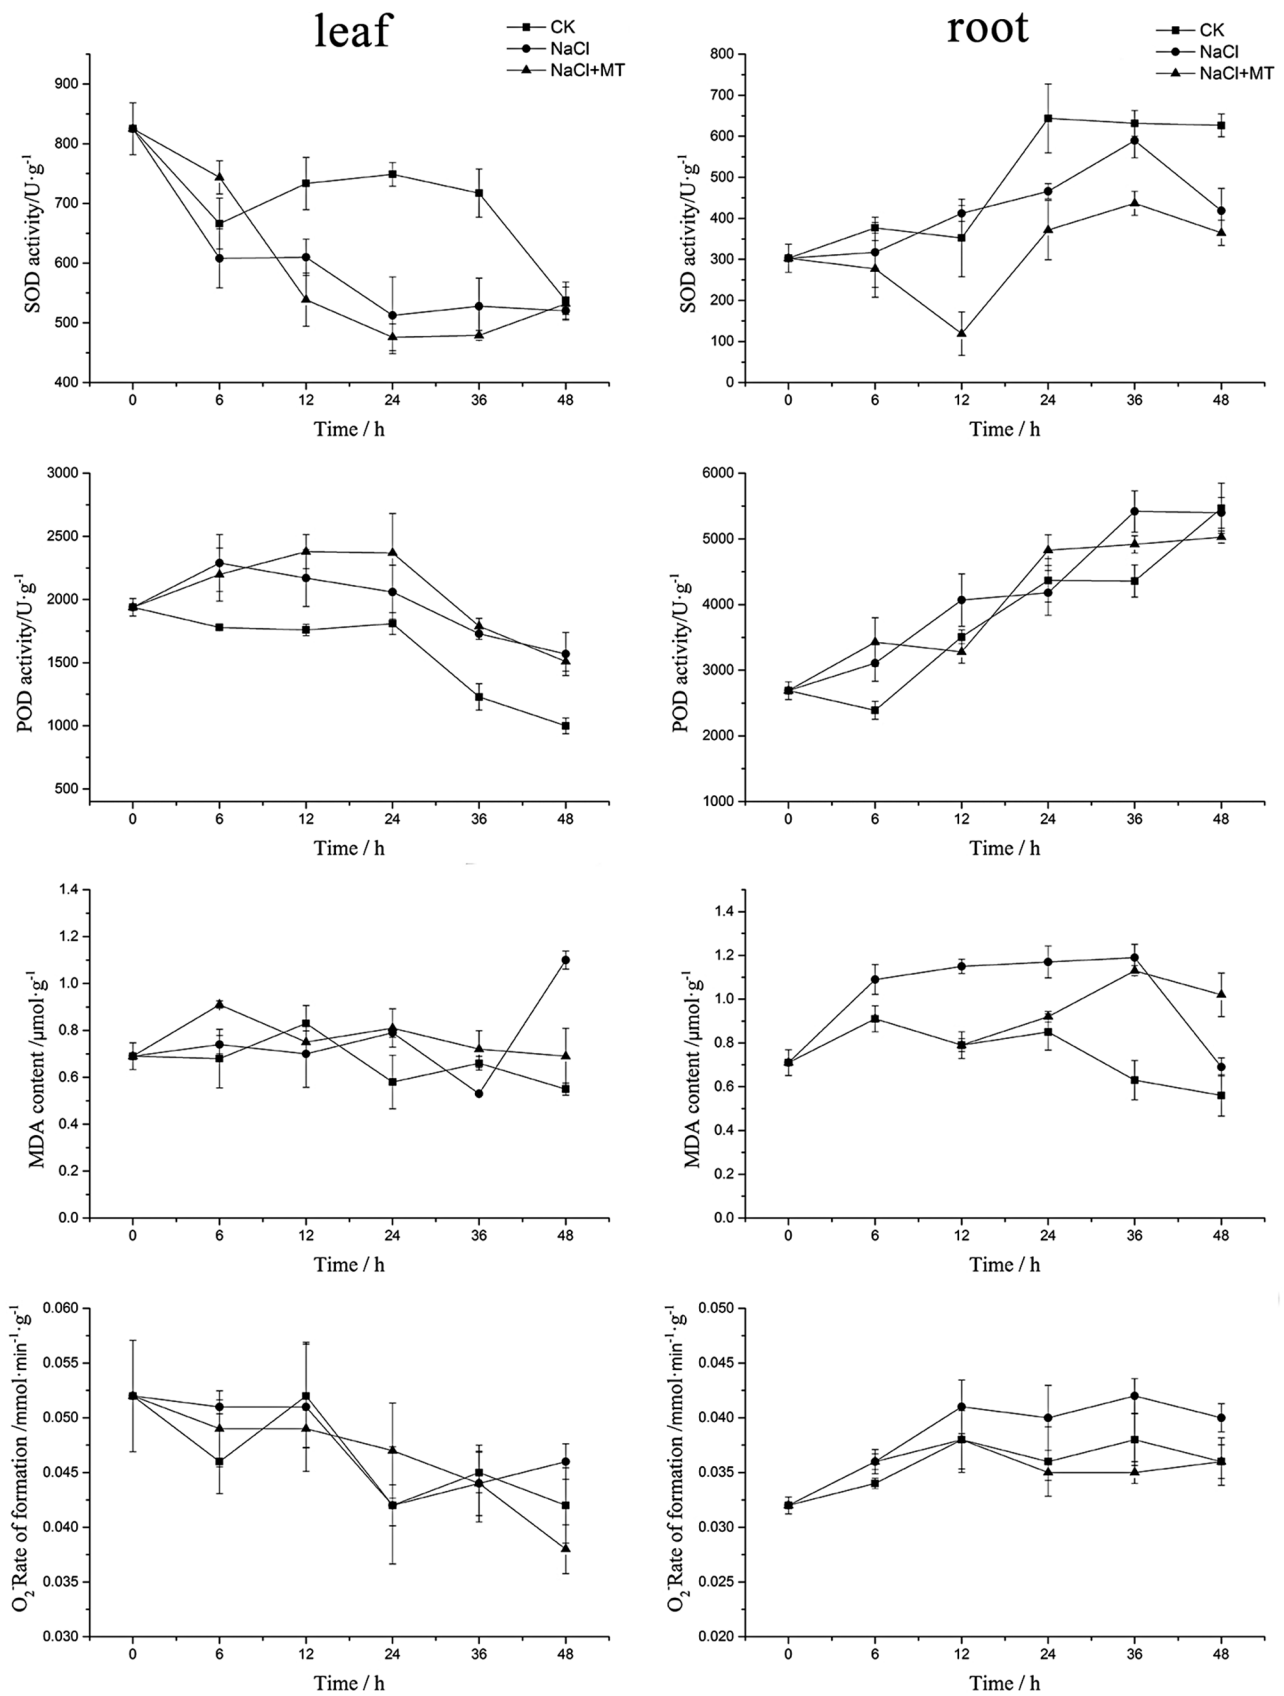 leaf
CK
NaCl
NaCl+MT
SOD activity/U·g⁻¹
900
800
700
600
500
400
0 6 12 24 36 48
Time / h
root
CK
NaCl
NaCl+MT
SOD activity/U·g⁻¹
800
700
600
500
400
300
200
100
0
0 6 12 24 36 48
Time / h
POD activity/U·g⁻¹
3000
2500
2000
1500
1000
500
0 6 12 24 36 48
Time / h
POD activity/U·g⁻¹
6000
5000
4000
3000
2000
1000
0 6 12 24 36 48
Time / h
MDA content /μmol·g⁻¹
1.4
1.2
1.0
0.8
0.6
0.4
0.2
0.0
0 6 12 24 36 48
Time / h
MDA content /μmol·g⁻¹
1.4
1.2
1.0
0.8
0.6
0.4
0.2
0.0
0 6 12 24 36 48
Time / h
O₂⁻Rate of formation /mmol·min⁻¹·g⁻¹
0.060
0.055
0.050
0.045
0.040
0.035
0.030
0 6 12 24 36 48
Time / h
O₂⁻Rate of formation /mmol·min⁻¹·g⁻¹
0.050
0.045
0.040
0.035
0.030
0.025
0.020
0 6 12 24 36 48
Time / h